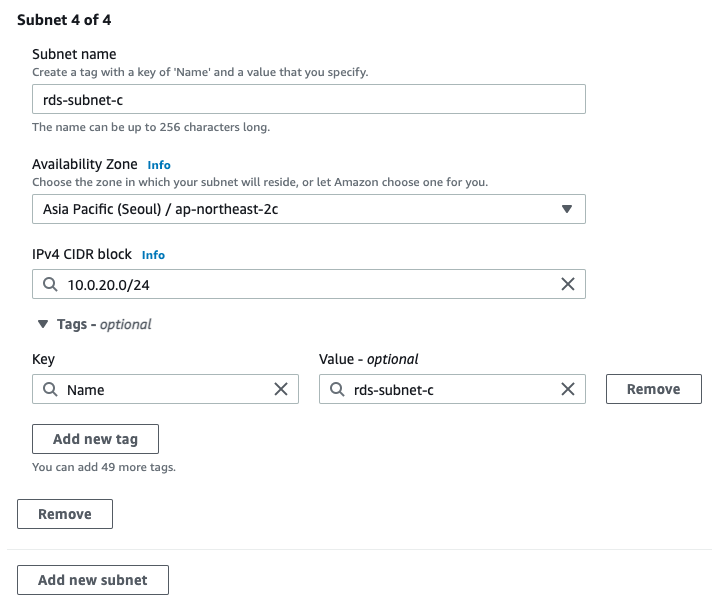 Subnet 4 of 4
Subnet name
Create a tag with a key of 'Name' and a value that you specify.
rds-subnet-c
The name can be up to 256 characters long.
Availability Zone Info
Choose the zone in which your subnet will reside, or let Amazon choose one for you.
Asia Pacific (Seoul) / ap-northeast-2c
IPv4 CIDR block Info
10.0.20.0/24
Tags - optional
Key Value - optional
Name rds-subnet-c Remove
Add new tag
You can add 49 more tags.
Remove
Add new subnet